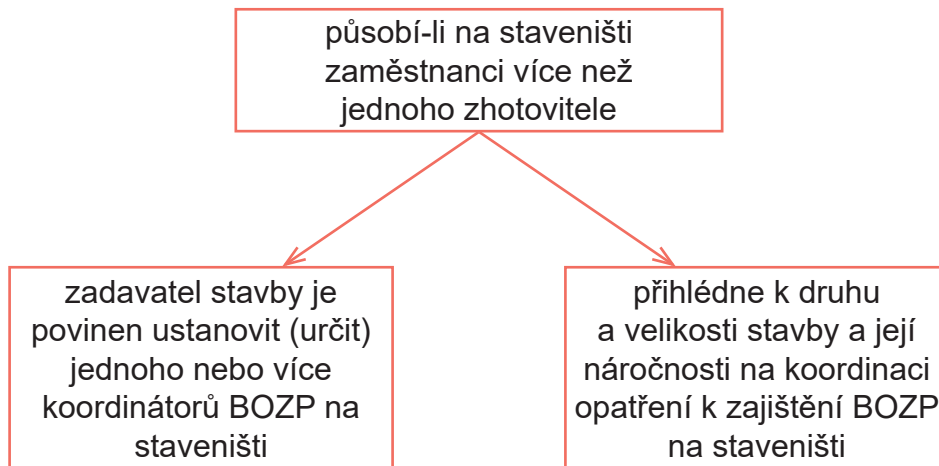 působí-li na staveništi
zaměstnanci více než
jednoho zhotovitele
zadavatel stavby je
povinen ustanovit (určit)
jednoho nebo více
koordinátorů BOZP na
staveništi
přihlédne k druhu
a velikosti stavby a její
náročnosti na koordinaci
opatření k zajištění BOZP
na staveništi